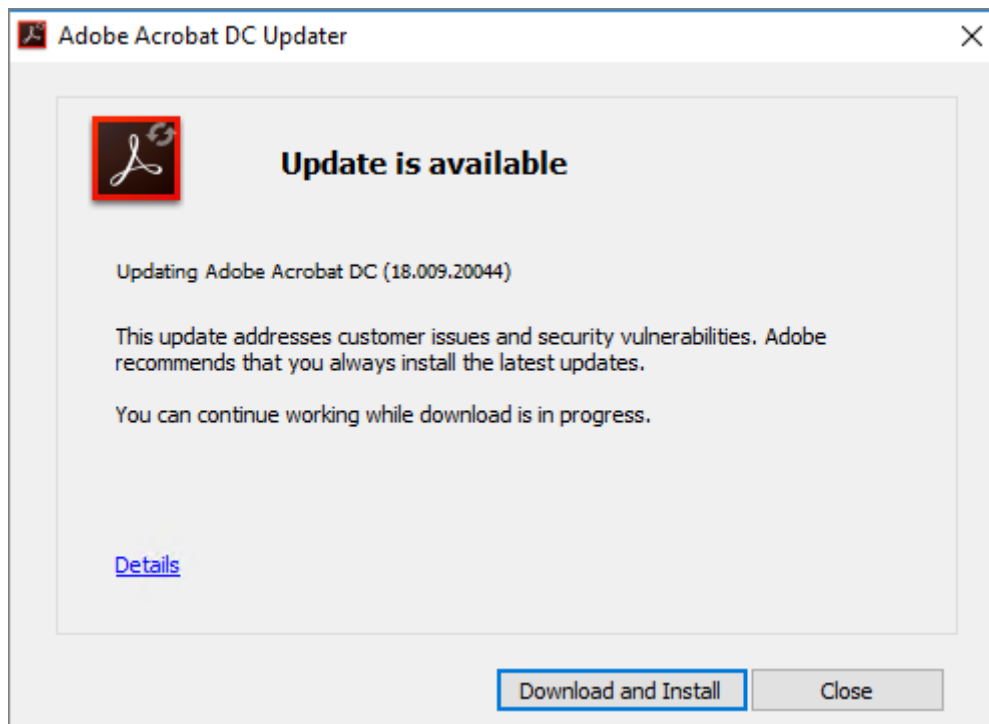 Adobe Acrobat DC Updater
Update is available
Updating Adobe Acrobat DC (18.009.20044)
This update addresses customer issues and security vulnerabilities. Adobe
recommends that you always install the latest updates.
You can continue working while download is in progress.
Details
Download and Install
Close